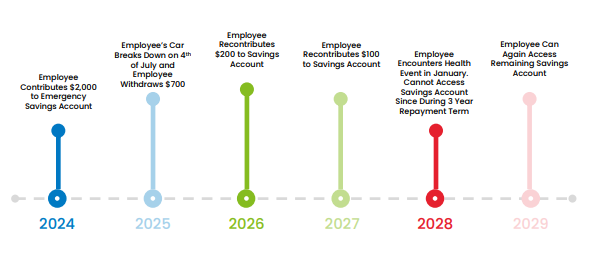 Employee
Contributes $2,000
to Emergency
Savings Account
Employee's Car
Breaks Down on 4th
of July and
Employee
Withdraws $700
Employee
Recontributes
$200 to Savings
Account
Employee
Recontributes $100
to Savings Account
Employee
Encounters Health
Event in January.
Cannot Access
Savings Account
Since During 3 Year
Repayment Term
Employee Can
Again Access
Remaining Savings
Account
2024
2025
2026
2027
2028
2029